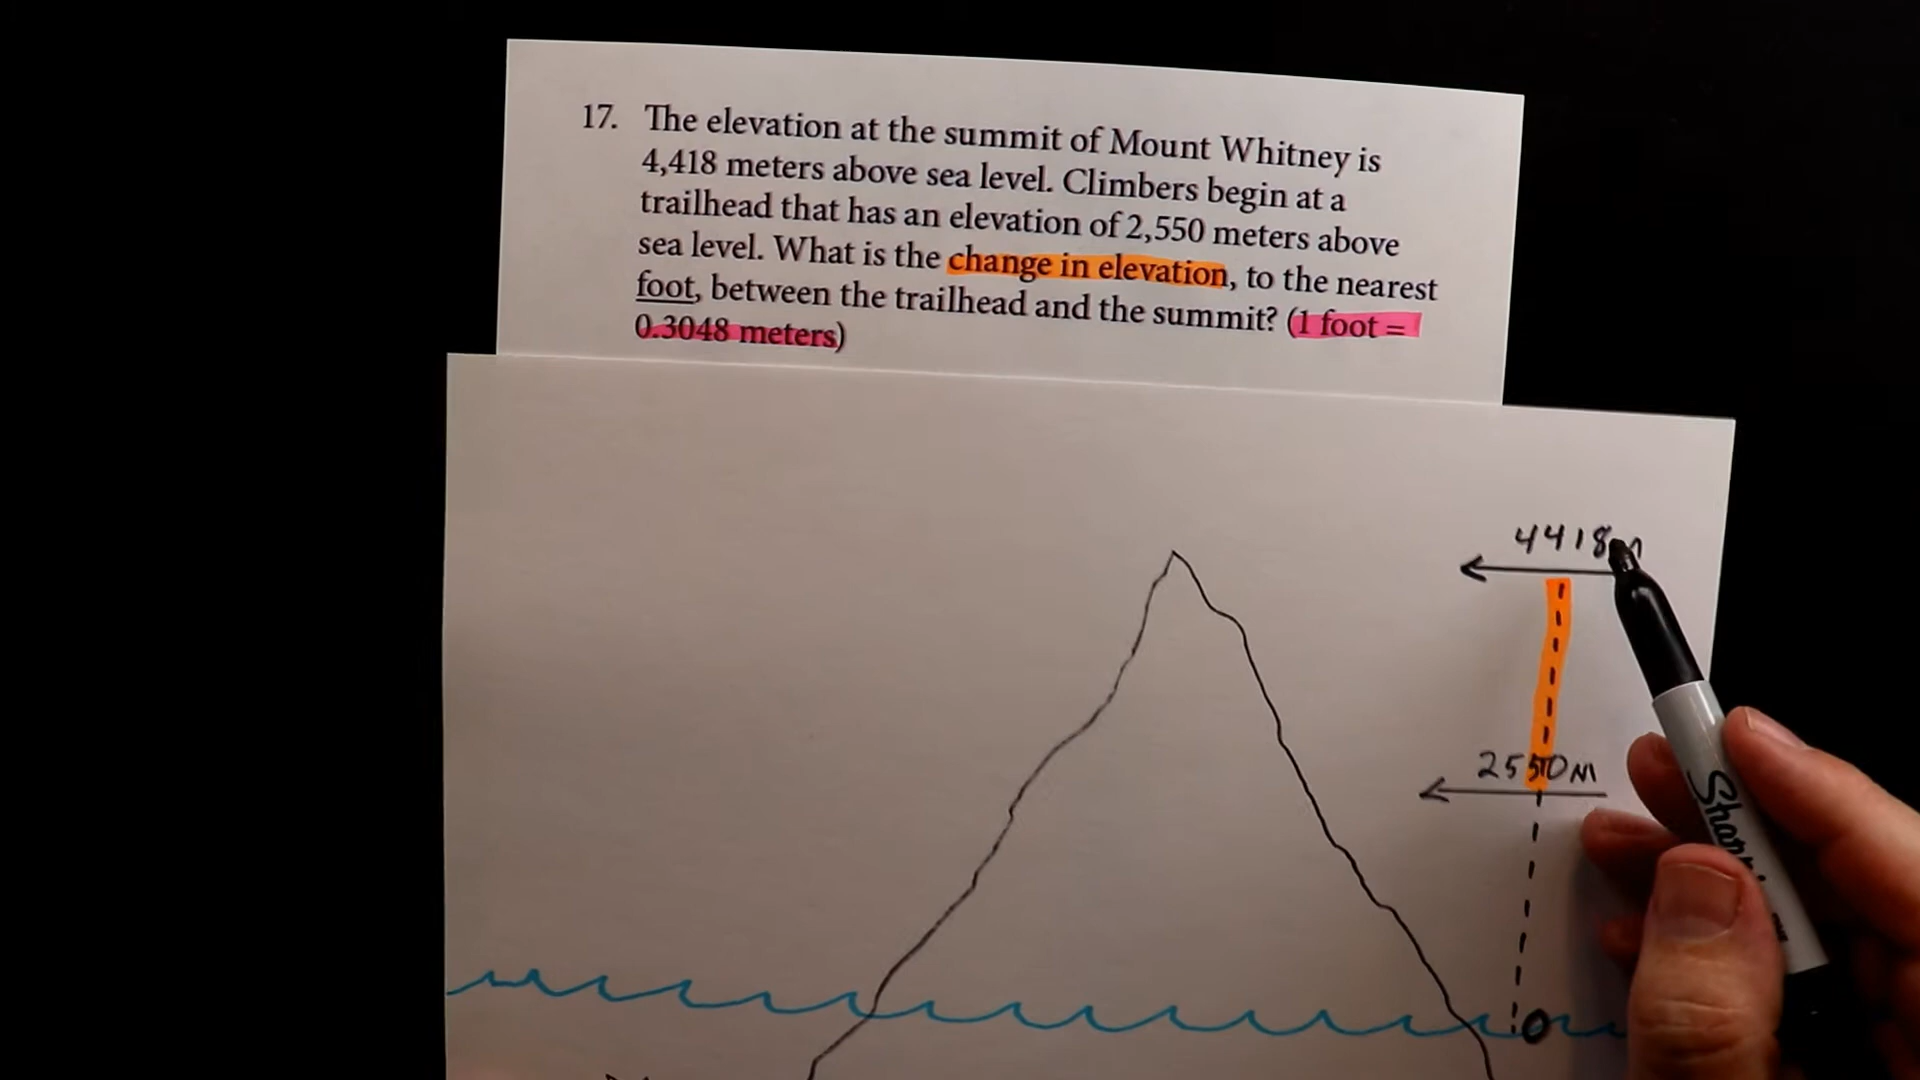 17. The elevation at the summit of Mount Whitney is
4,418 meters above sea level. Climbers begin at a
trailhead that has an elevation of 2,550 meters above
sea level. What is the change in elevation, to the nearest
foot, between the trailhead and the summit? (1 foot =
0.3048 meters)
4418m
2550m
0